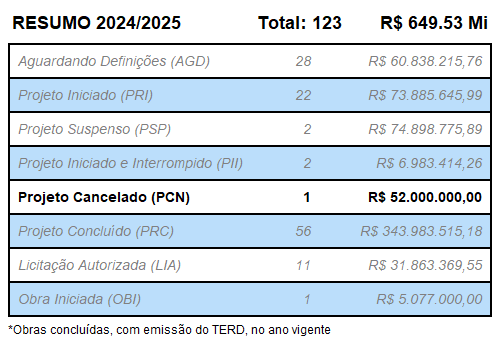 RESUMO 2024/2025 Total: 123 R$ 649.53 Mi
Aguardando Definições (AGD) 28 R$ 60.838.215,76
Projeto Iniciado (PRI) 22 R$ 73.885.645,99
Projeto Suspenso (PSP) 2 R$ 74.898.775,89
Projeto Iniciado e Interrompido (PII) 2 R$ 6.983.414,26
Projeto Cancelado (PCN) 1 R$ 52.000.000,00
Projeto Concluído (PRC) 56 R$ 343.983.515,18
Licitação Autorizada (LIA) 11 R$ 31.863.369,55
Obra Iniciada (OBI) 1 R$ 5.077.000,00
*Obras concluídas, com emissão do TERD, no ano vigente